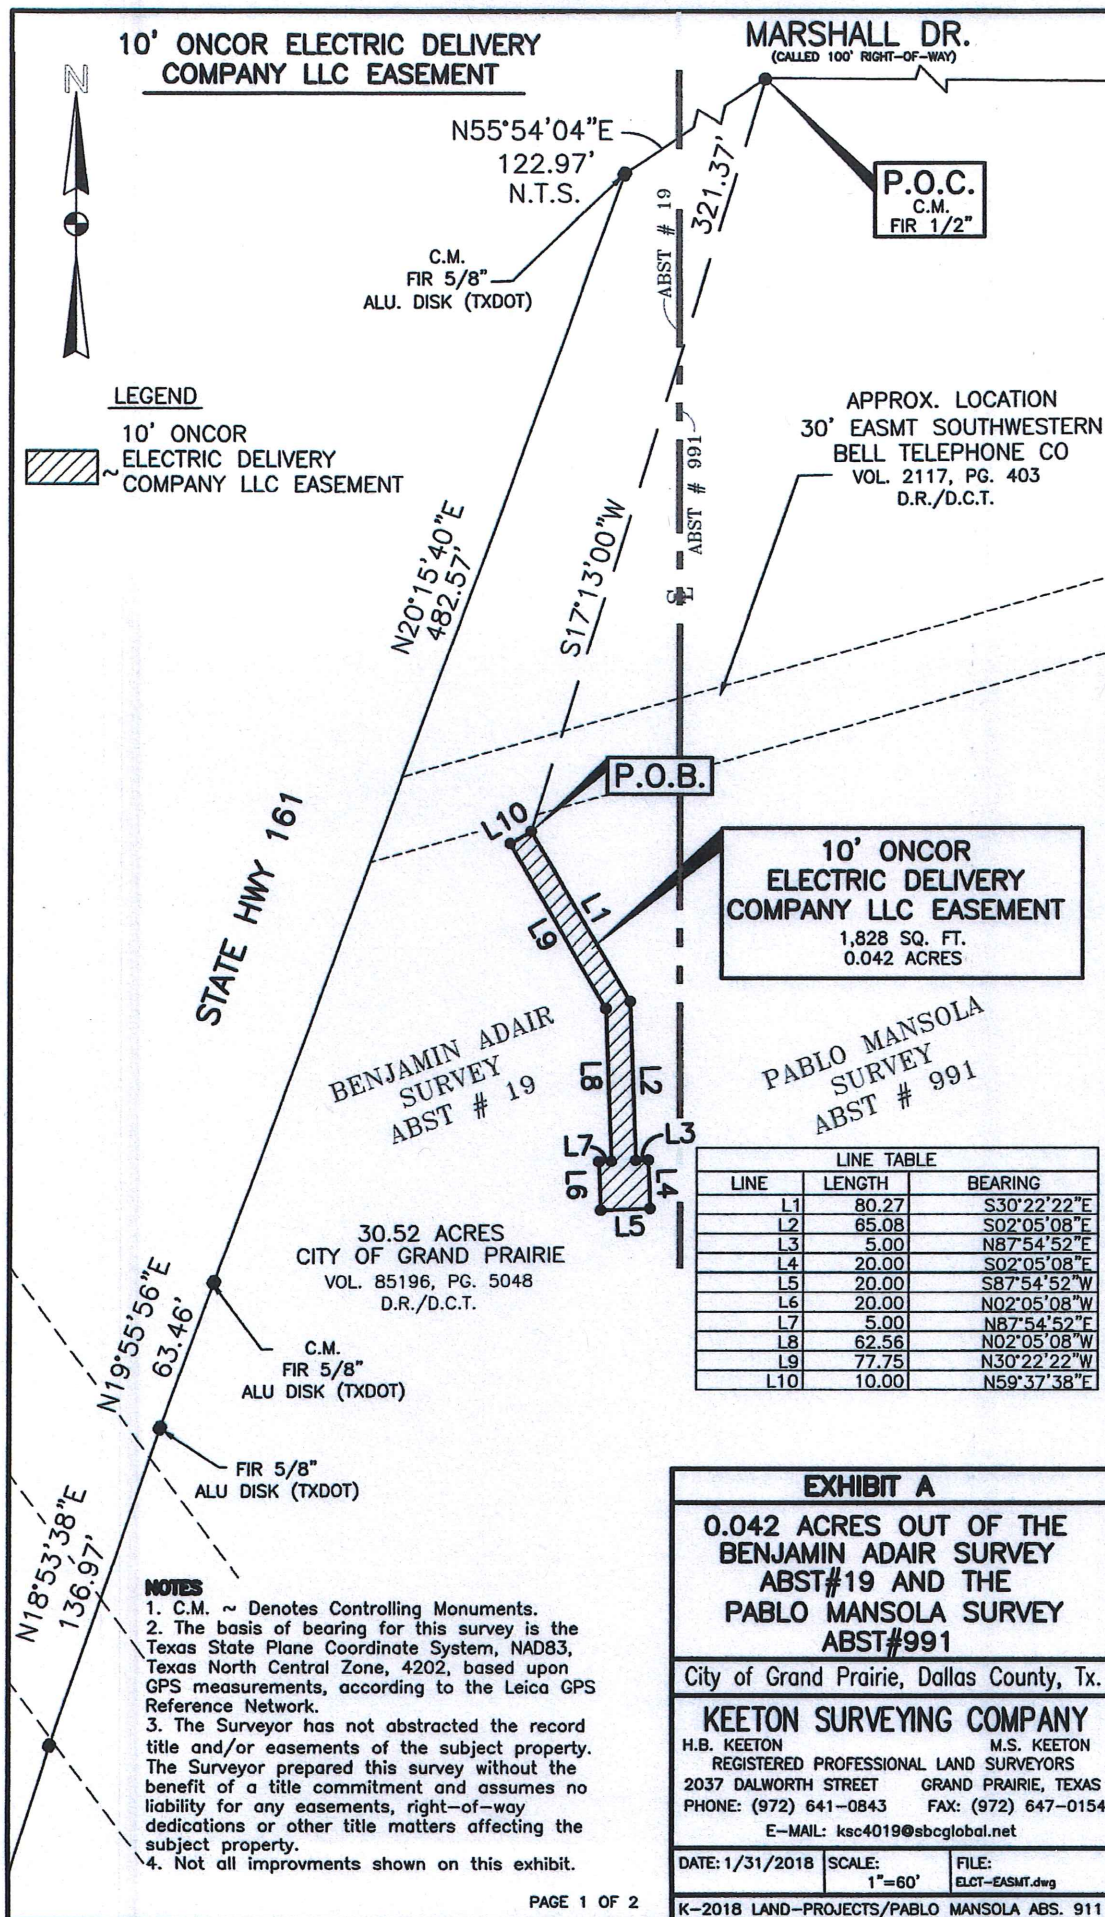 10' ONCOR ELECTRIC DELIVERY
COMPANY LLC EASEMENT
MARSHALL DR.
(CALLED 100' RIGHT-OF-WAY)
N
N55°54'04"E
122.97'
N.T.S.
321.37'
P.O.C.
C.M.
FIR 1/2"
ABST # 19
C.M.
FIR 5/8"
ALU. DISK (TXDOT)
LEGEND
10' ONCOR
~ ELECTRIC DELIVERY
COMPANY LLC EASEMENT
APPROX. LOCATION
30' EASMT SOUTHWESTERN
BELL TELEPHONE CO
VOL. 2117, PG. 403
D.R./D.C.T.
ABST # 991
N20°15'40"E
482.57'
S17°13'00"W
P.O.B.
L10
STATE HWY 161
L1
L9
10' ONCOR
ELECTRIC DELIVERY
COMPANY LLC EASEMENT
1,828 SQ. FT.
0.042 ACRES
BENJAMIN ADAIR
SURVEY
ABST # 19
L8
L2
PABLO MANSOLA
SURVEY
ABST # 991
L7
L3
L6
L4
L5
LINE TABLE
LINE LENGTH BEARING
L1 80.27 S30°22'22"E
L2 65.08 S02°05'08"E
L3 5.00 N87°54'52"E
L4 20.00 S02°05'08"E
L5 20.00 S87°54'52"W
L6 20.00 N02°05'08"W
L7 5.00 N87°54'52"E
L8 62.56 N02°05'08"W
L9 77.75 N30°22'22"W
L10 10.00 N59°37'38"E
30.52 ACRES
CITY OF GRAND PRAIRIE
VOL. 85196, PG. 5048
D.R./D.C.T.
N19°55'56"E
63.46'
C.M.
FIR 5/8"
ALU DISK (TXDOT)
FIR 5/8"
ALU DISK (TXDOT)
N18°53'38"E
136.97'
NOTES
1. C.M. ~ Denotes Controlling Monuments.
2. The basis of bearing for this survey is the
Texas State Plane Coordinate System, NAD83,
Texas North Central Zone, 4202, based upon
GPS measurements, according to the Leica GPS
Reference Network.
3. The Surveyor has not abstracted the record
title and/or easements of the subject property.
The Surveyor prepared this survey without the
benefit of a title commitment and assumes no
liability for any easements, right-of-way
dedications or other title matters affecting the
subject property.
4. Not all improvments shown on this exhibit.
PAGE 1 OF 2
EXHIBIT A
0.042 ACRES OUT OF THE
BENJAMIN ADAIR SURVEY
ABST#19 AND THE
PABLO MANSOLA SURVEY
ABST#991
City of Grand Prairie, Dallas County, Tx.
KEETON SURVEYING COMPANY
H.B. KEETON M.S. KEETON
REGISTERED PROFESSIONAL LAND SURVEYORS
2037 DALWORTH STREET GRAND PRAIRIE, TEXAS
PHONE: (972) 641-0843 FAX: (972) 647-0154
E-MAIL: ksc4019@sbcglobal.net
DATE: 1/31/2018 SCALE: 1"=60' FILE: ELCT-EASMT.dwg
K-2018 LAND-PROJECTS/PABLO MANSOLA ABS. 911